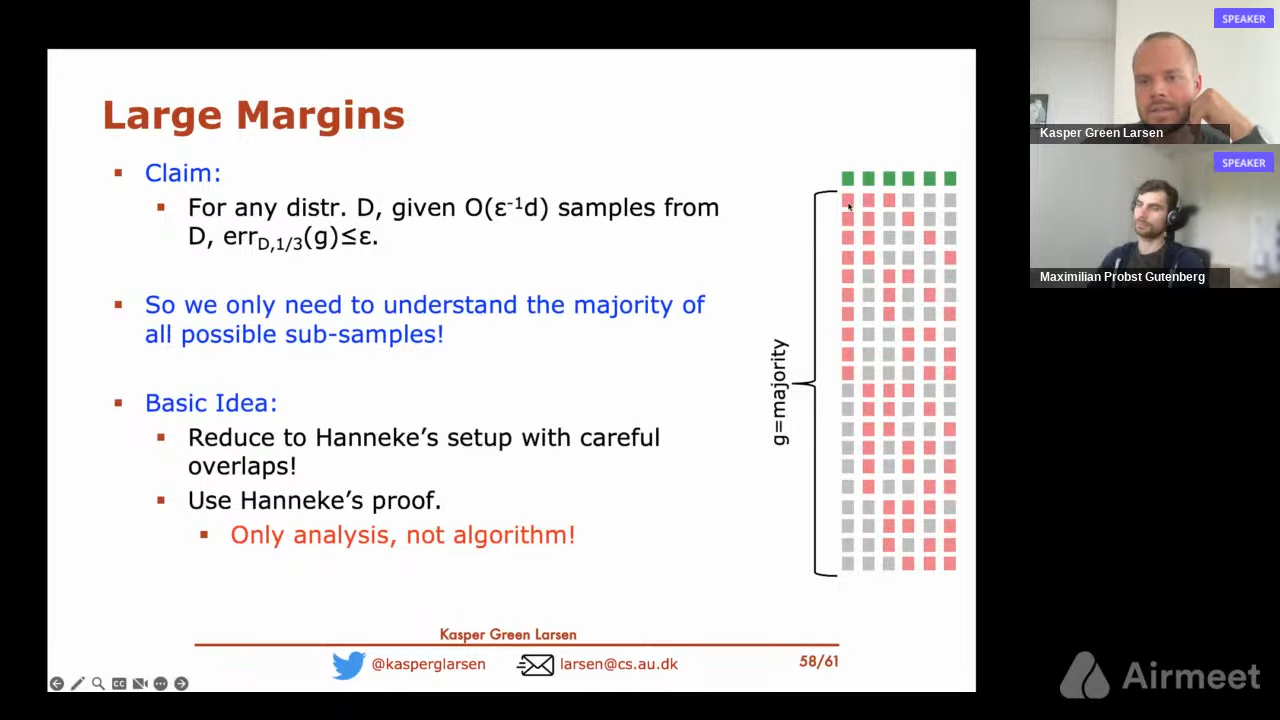 Large Margins
Claim:
For any distr. D, given O(ε⁻¹d) samples from
D, err_D,1/3(g)≤ε.
So we only need to understand the majority of
all possible sub-samples!
Basic Idea:
Reduce to Hanneke's setup with careful
overlaps!
Use Hanneke's proof.
Only analysis, not algorithm!
g=majority
Kasper Green Larsen
@kasperglarsen
larsen@cs.au.dk
58/61
CC
SPEAKER
Kasper Green Larsen
SPEAKER
Maximilian Probst Gutenberg
Airmeet